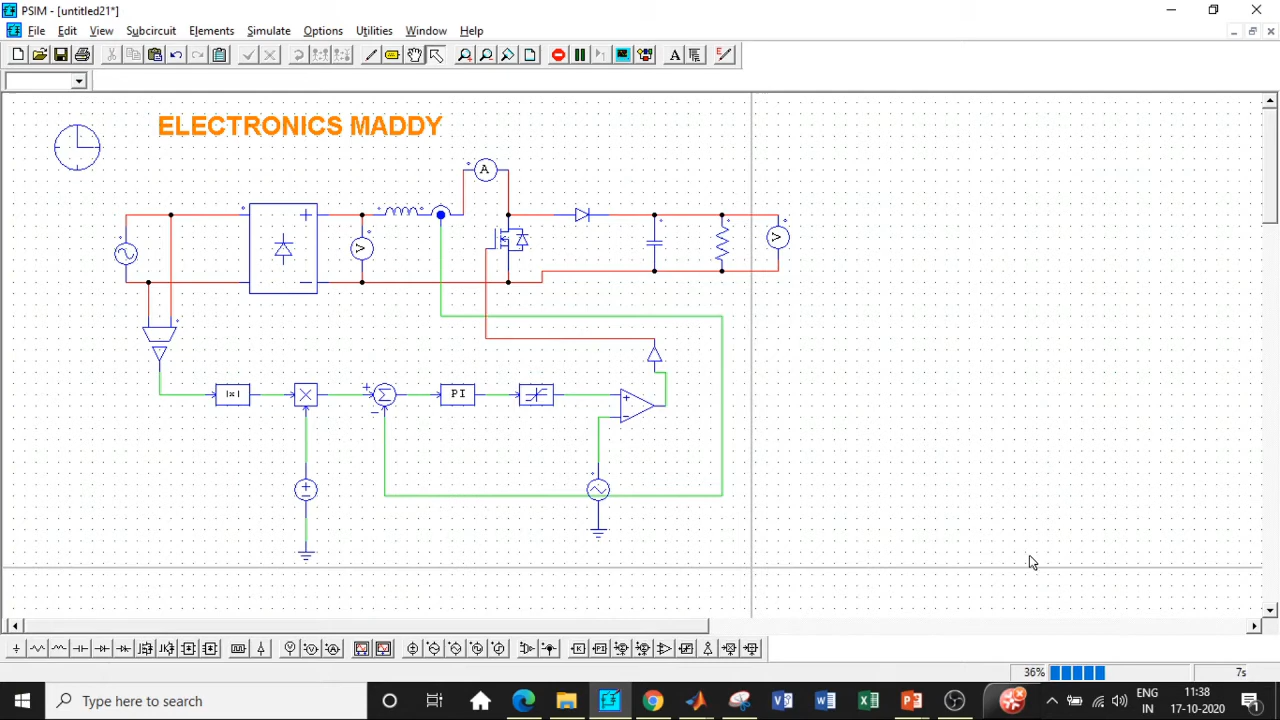 PSIM - [untitled21*]
File Edit View Subcircuit Elements Simulate Options Utilities Window Help
ELECTRONICS MADDY
A
V
V
|x|
PI
36%
7s
Type here to search
ENG
IN
11:38
17-10-2020